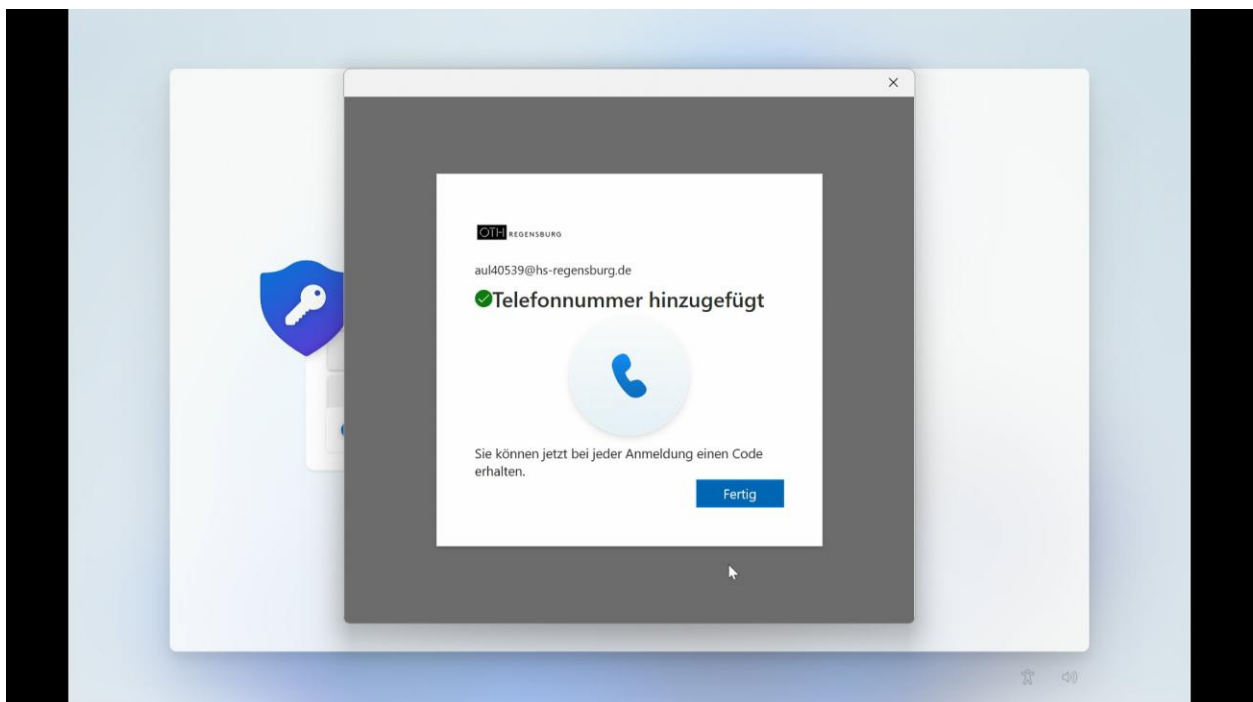 OTH REGENSBURG
aul40539@hs-regensburg.de
Telefonnummer hinzugefügt
Sie können jetzt bei jeder Anmeldung einen Code
erhalten.
Fertig